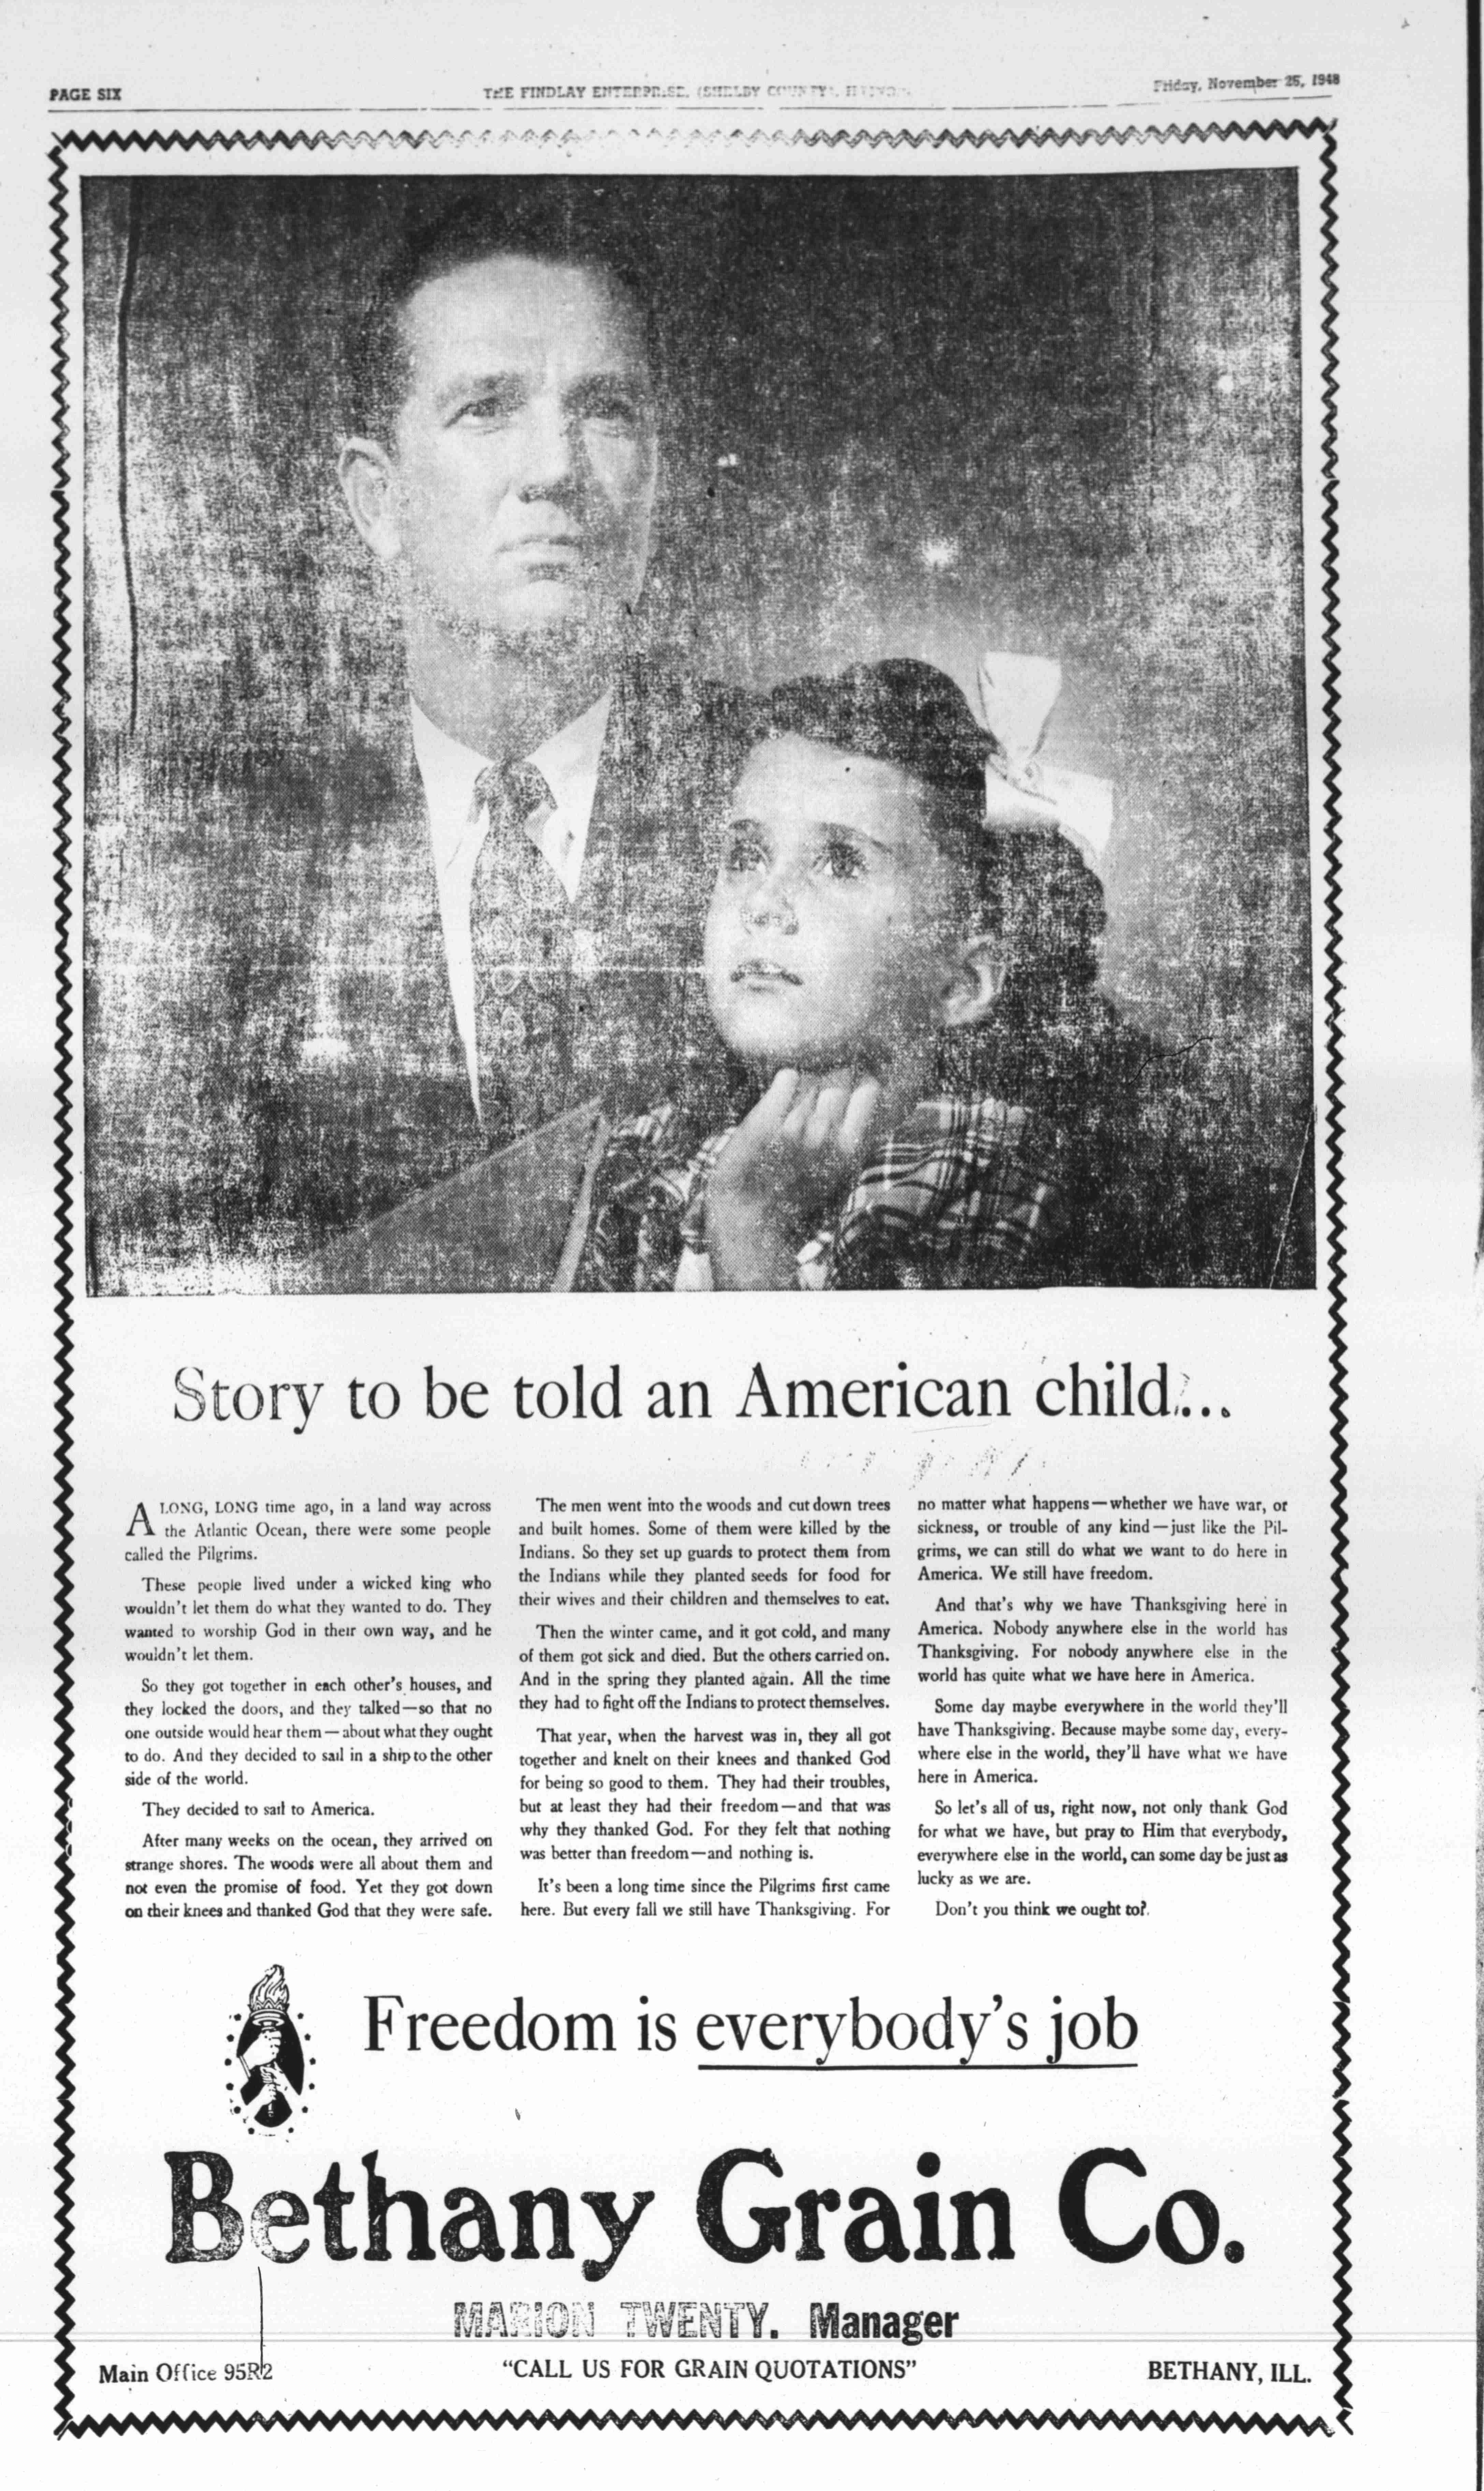 PAGE SIX
THE FINDLAY ENTERPRISE, (SHELBY COUNTY), ILLINOIS
Friday, November 26, 1948
Story to be told an American child...
A LONG, LONG time ago, in a land way across
the Atlantic Ocean, there were some people
called the Pilgrims.
These people lived under a wicked king who
wouldn't let them do what they wanted to do. They
wanted to worship God in their own way, and he
wouldn't let them.
So they got together in each other's houses, and
they locked the doors, and they talked—so that no
one outside would hear them—about what they ought
to do. And they decided to sail in a ship to the other
side of the world.
They decided to sail to America.
After many weeks on the ocean, they arrived on
strange shores. The woods were all about them and
not even the promise of food. Yet they got down
on their knees and thanked God that they were safe.
The men went into the woods and cut down trees
and built homes. Some of them were killed by the
Indians. So they set up guards to protect them from
the Indians while they planted seeds for food for
their wives and their children and themselves to eat.
Then the winter came, and it got cold, and many
of them got sick and died. But the others carried on.
And in the spring they planted again. All the time
they had to fight off the Indians to protect themselves.
That year, when the harvest was in, they all got
together and knelt on their knees and thanked God
for being so good to them. They had their troubles,
but at least they had their freedom—and that was
why they thanked God. For they felt that nothing
was better than freedom—and nothing is.
It's been a long time since the Pilgrims first came
here. But every fall we still have Thanksgiving. For
no matter what happens—whether we have war, or
sickness, or trouble of any kind—just like the Pil-
grims, we can still do what we want to do here in
America. We still have freedom.
And that's why we have Thanksgiving here in
America. Nobody anywhere else in the world has
Thanksgiving. For nobody anywhere else in the
world has quite what we have here in America.
Some day maybe everywhere in the world they'll
have Thanksgiving. Because maybe some day, every-
where else in the world, they'll have what we have
here in America.
So let's all of us, right now, not only thank God
for what we have, but pray to Him that everybody,
everywhere else in the world, can some day be just as
lucky as we are.
Don't you think we ought to?
Freedom is everybody's job
Bethany Grain Co.
MARION TWENTY. Manager
Main Office 95R2
"CALL US FOR GRAIN QUOTATIONS"
BETHANY, ILL.